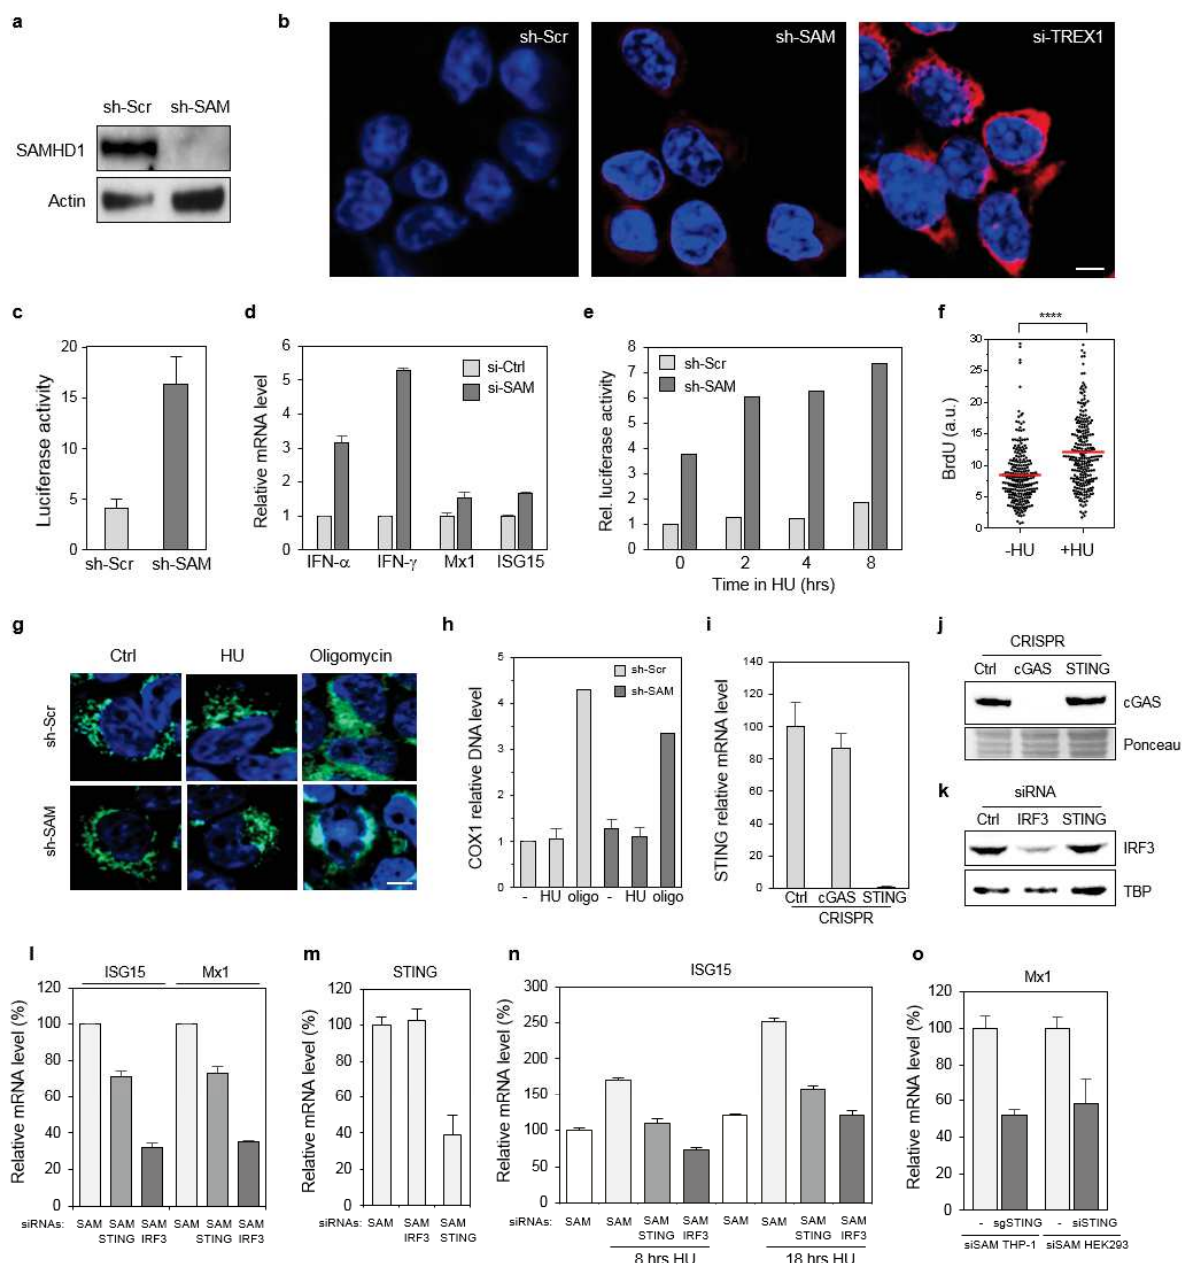 a
sh-Scr sh-SAM
SAMHD1
Actin
b
sh-Scr
sh-SAM
si-TREX1
c
Luciferase activity
20
15
10
5
0
sh-Scr sh-SAM
d
Relative mRNA level
6
5
4
3
2
1
0
si-Ctrl
si-SAM
IFN-α IFN-γ Mx1 ISG15
e
Rel. luciferase activity
8
7
6
5
4
3
2
1
0
sh-Scr
sh-SAM
0 2 4 8
Time in HU (hrs)
f
****
BrdU (a.u.)
30
25
20
15
10
5
0
-HU +HU
g
Ctrl HU Oligomycin
sh-Scr
sh-SAM
h
COX1 relative DNA level
5
4
3
2
1
0
sh-Scr
sh-SAM
- HU oligo - HU oligo
i
STING relative mRNA level
140
120
100
80
60
40
20
0
Ctrl cGAS STING
CRISPR
j
CRISPR
Ctrl cGAS STING
cGAS
Ponceau
k
siRNA
Ctrl IRF3 STING
IRF3
TBP
l
ISG15 Mx1
Relative mRNA level (%)
120
100
80
60
40
20
0
siRNAs: SAM SAM SAM SAM SAM SAM
STING IRF3 STING IRF3
m
STING
Relative mRNA level (%)
120
100
80
60
40
20
0
siRNAs: SAM SAM SAM
IRF3 STING
n
ISG15
Relative mRNA level (%)
300
250
200
150
100
50
0
siRNAs: SAM SAM SAM SAM SAM SAM SAM SAM
STING IRF3 STING IRF3
8 hrs HU 18 hrs HU
o
Mx1
Relative mRNA level (%)
120
100
80
60
40
20
0
- sgSTING - siSTING
siSAM THP-1 siSAM HEK293